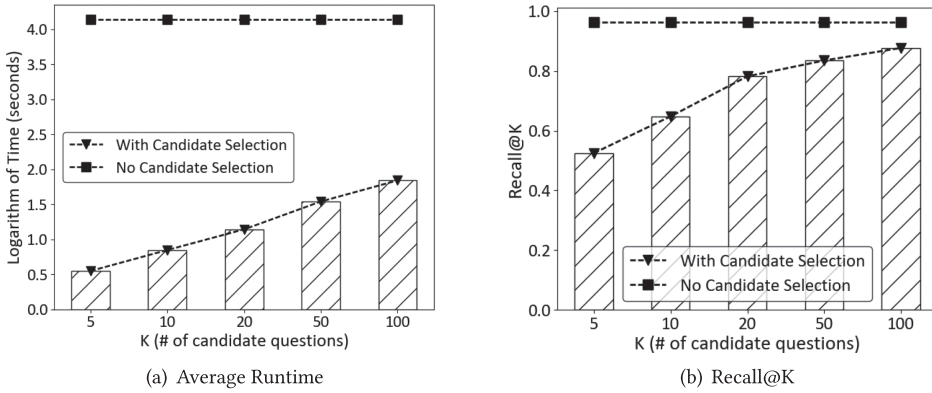 4.0
3.5
3.0
2.5
2.0
1.5
1.0
0.5
0.0
Logarithm of Time (seconds)
With Candidate Selection
No Candidate Selection
5 10 20 50 100
K (# of candidate questions)
(a) Average Runtime
1.0
0.8
0.6
0.4
0.2
0.0
Recall@K
With Candidate Selection
No Candidate Selection
5 10 20 50 100
K (# of candidate questions)
(b) Recall@K